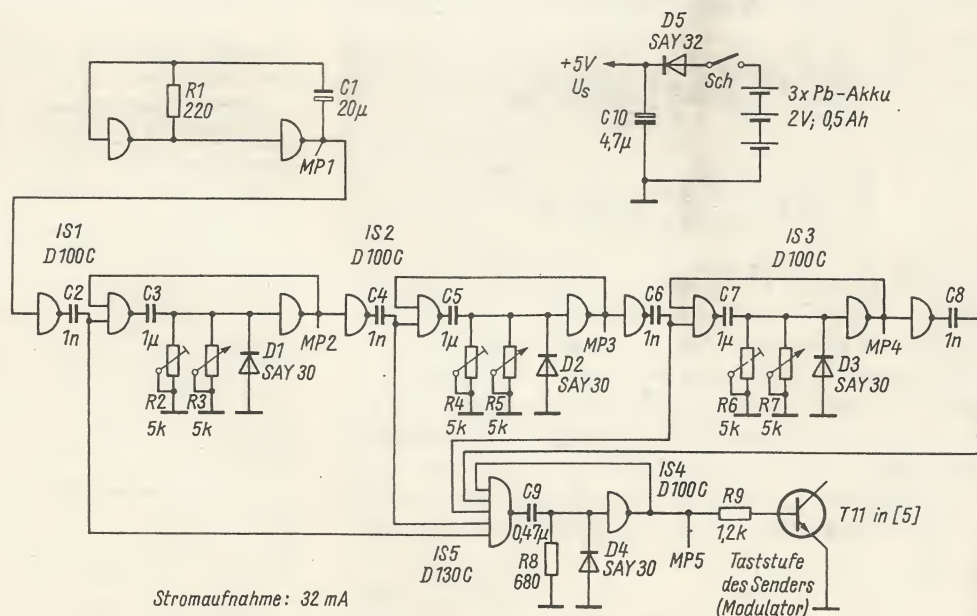 R1
220
C1
20µ
MP1
D5
SAY 32
+5V
Us
Sch
C10
4,7µ
3x Pb-Akku
2V; 0,5Ah
IS1
D100C
IS2
D100C
IS3
D100C
C2
1n
C3
1µ
R2
5k
R3
5k
D1
SAY 30
MP2
C4
1n
C5
1µ
R4
5k
R5
5k
D2
SAY 30
MP3
C6
1n
C7
1µ
R6
5k
R7
5k
D3
SAY 30
MP4
C8
1n
IS5
D130C
C9
0,47µ
R8
680
D4
SAY 30
IS4
D100C
MP5
R9
1,2k
T11 in [5]
Taststufe
des Senders
(Modulator)
Stromaufnahme: 32 mA